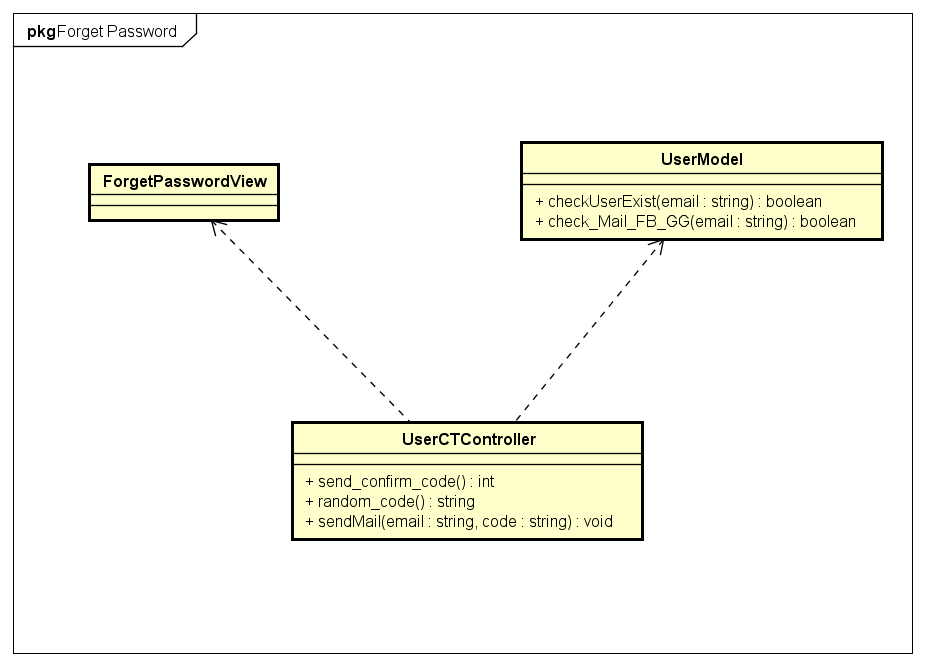 pkgForget Password
ForgetPasswordView
UserModel
+ checkUserExist(email : string) : boolean
+ check_Mail_FB_GG(email : string) : boolean
UserCTController
+ send_confirm_code() : int
+ random_code() : string
+ sendMail(email : string, code : string) : void